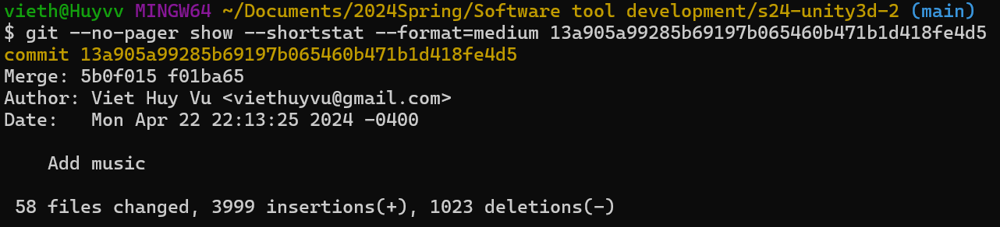 vieth@Huyvv MINGW64 ~/Documents/2024Spring/Software tool development/s24-unity3d-2 (main)
$ git --no-pager show --shortstat --format=medium 13a905a99285b69197b065460b471b1d418fe4d5
commit 13a905a99285b69197b065460b471b1d418fe4d5
Merge: 5b0f015 f01ba65
Author: Viet Huy Vu <viethuyvu@gmail.com>
Date:   Mon Apr 22 22:13:25 2024 -0400
    Add music
 58 files changed, 3999 insertions(+), 1023 deletions(-)